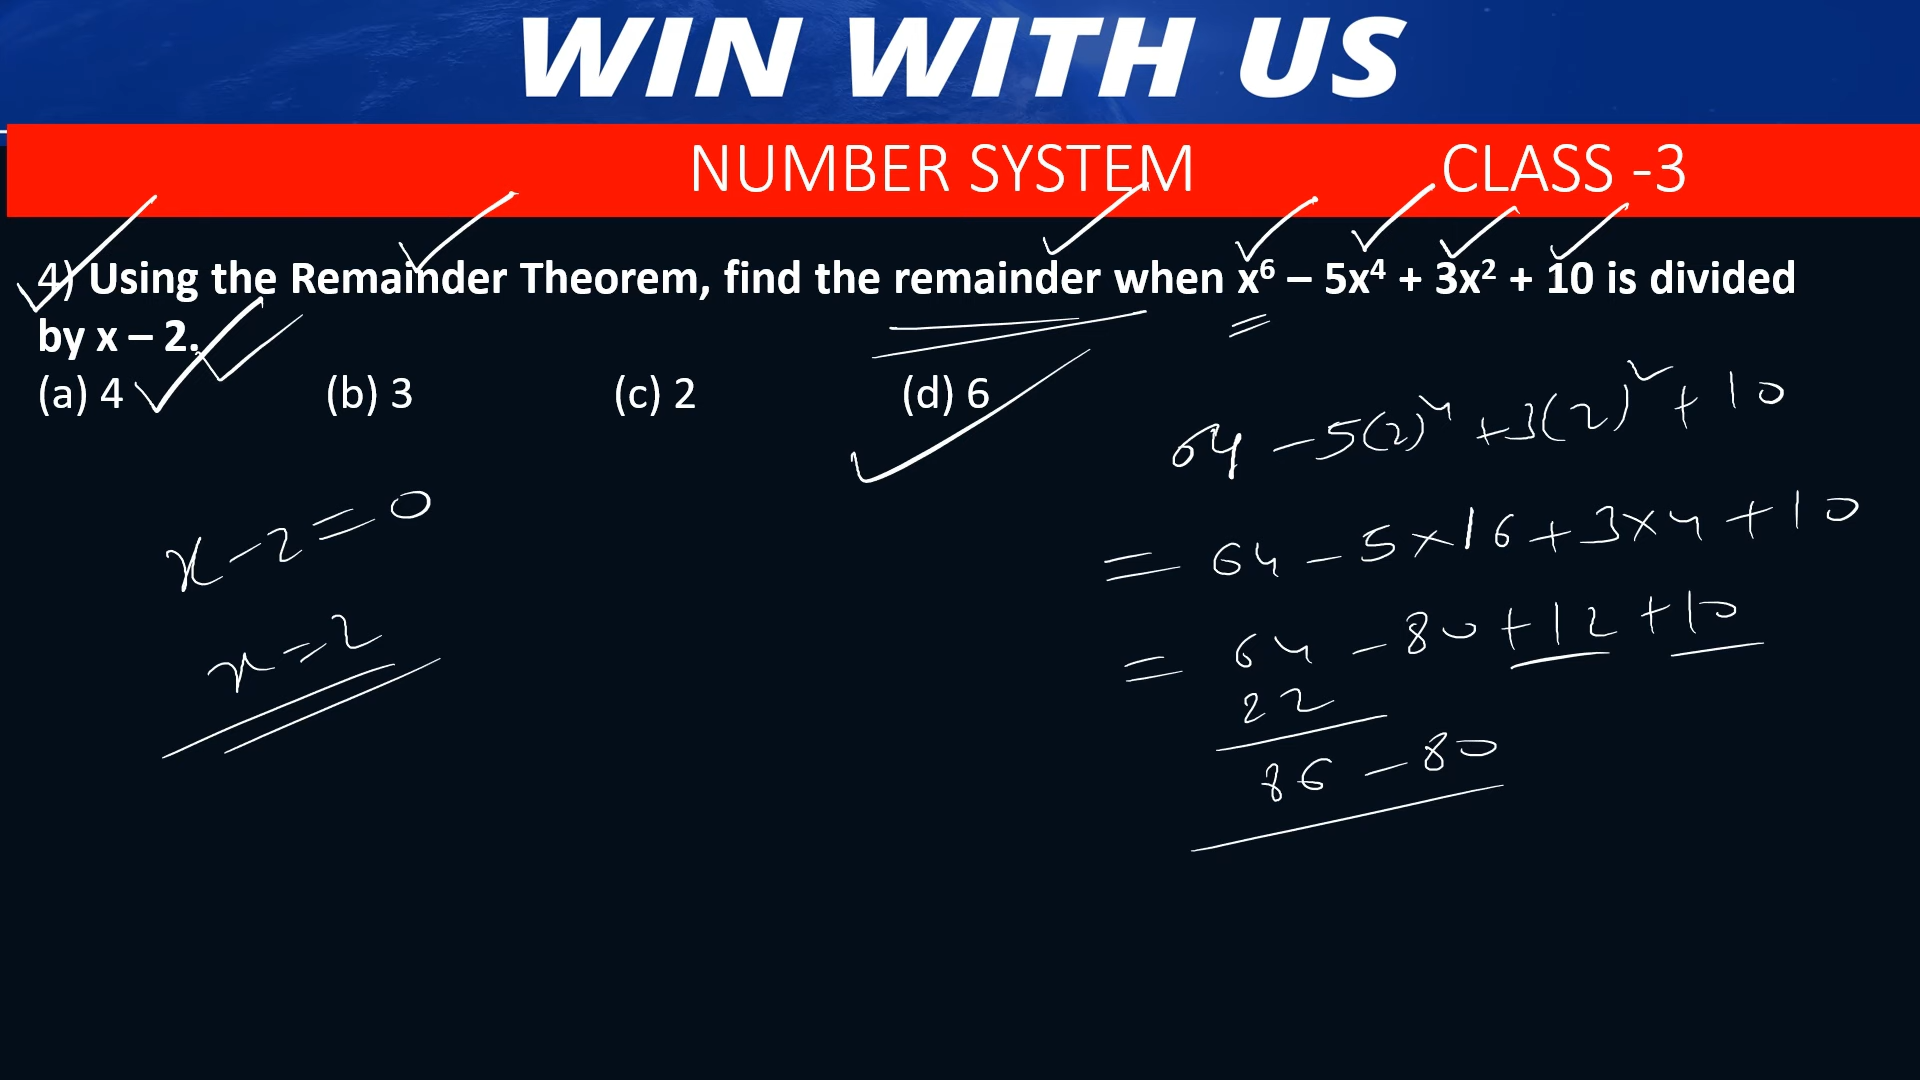 WIN WITH US
NUMBER SYSTEM CLASS -3
4) Using the Remainder Theorem, find the remainder when x⁶ – 5x⁴ + 3x² + 10 is divided
by x – 2.
(a) 4 (b) 3 (c) 2 (d) 6
x - 2 = 0
x = 2
64 - 5(2)⁴ + 3(2)² + 10
= 64 - 5 × 16 + 3 × 4 + 10
= 64 - 80 + 12 + 10
22
86 - 80